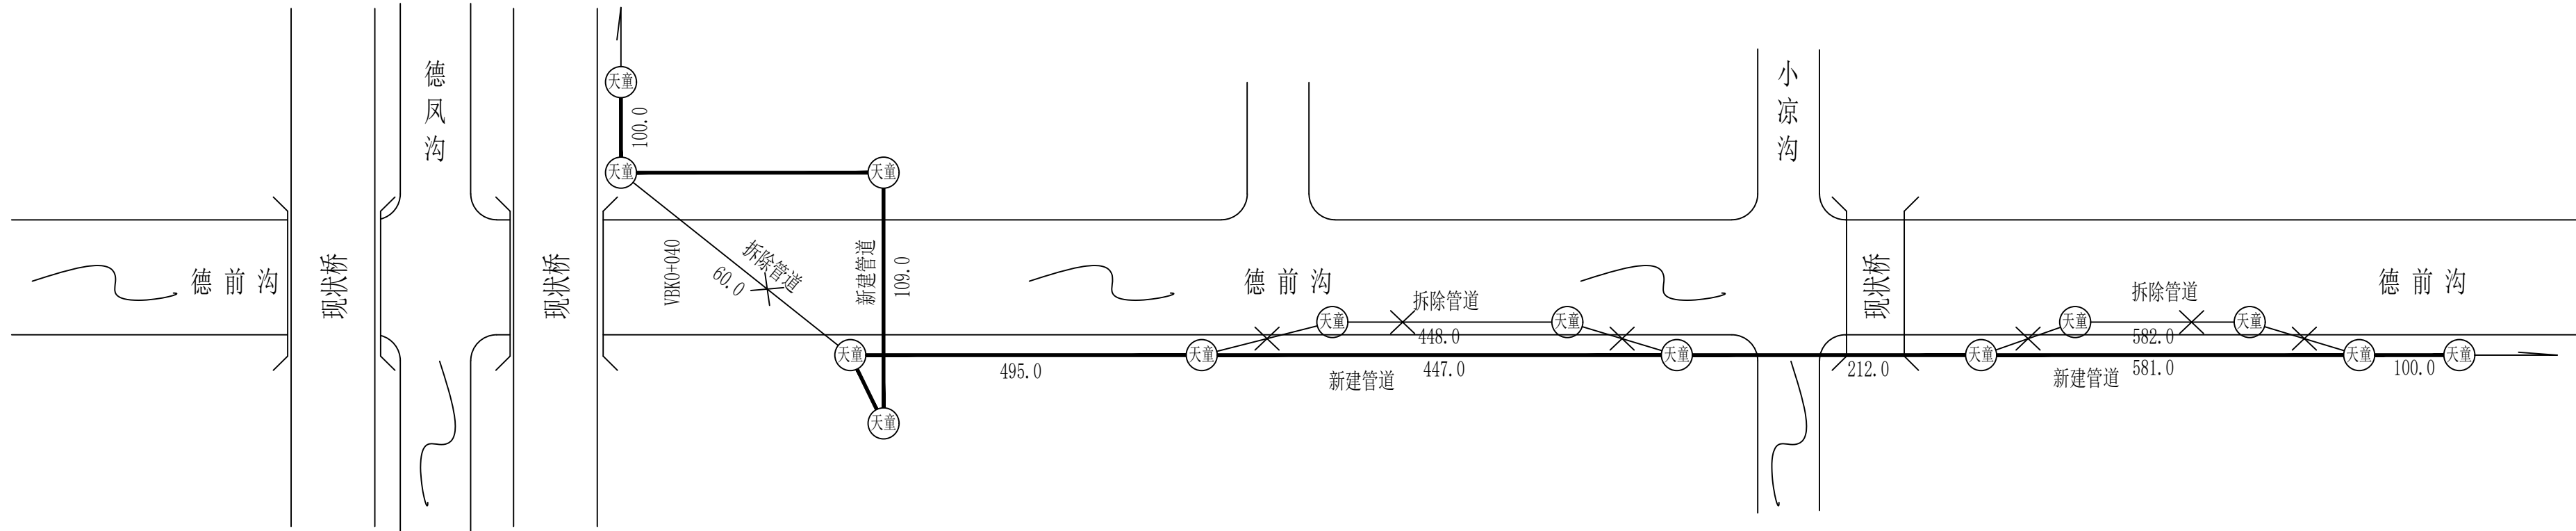 德凤沟
小凉沟
天童
100.0
天童
天童
德前沟
现状桥
现状桥
VBK0+040
60.0
拆除管道
新建管道
109.0
德前沟
拆除管道
448.0
现状桥
拆除管道
582.0
德前沟
天童
天童
天童
天童
天童
天童
天童
天童
天童
天童
495.0
新建管道
447.0
212.0
新建管道
581.0
100.0
天童